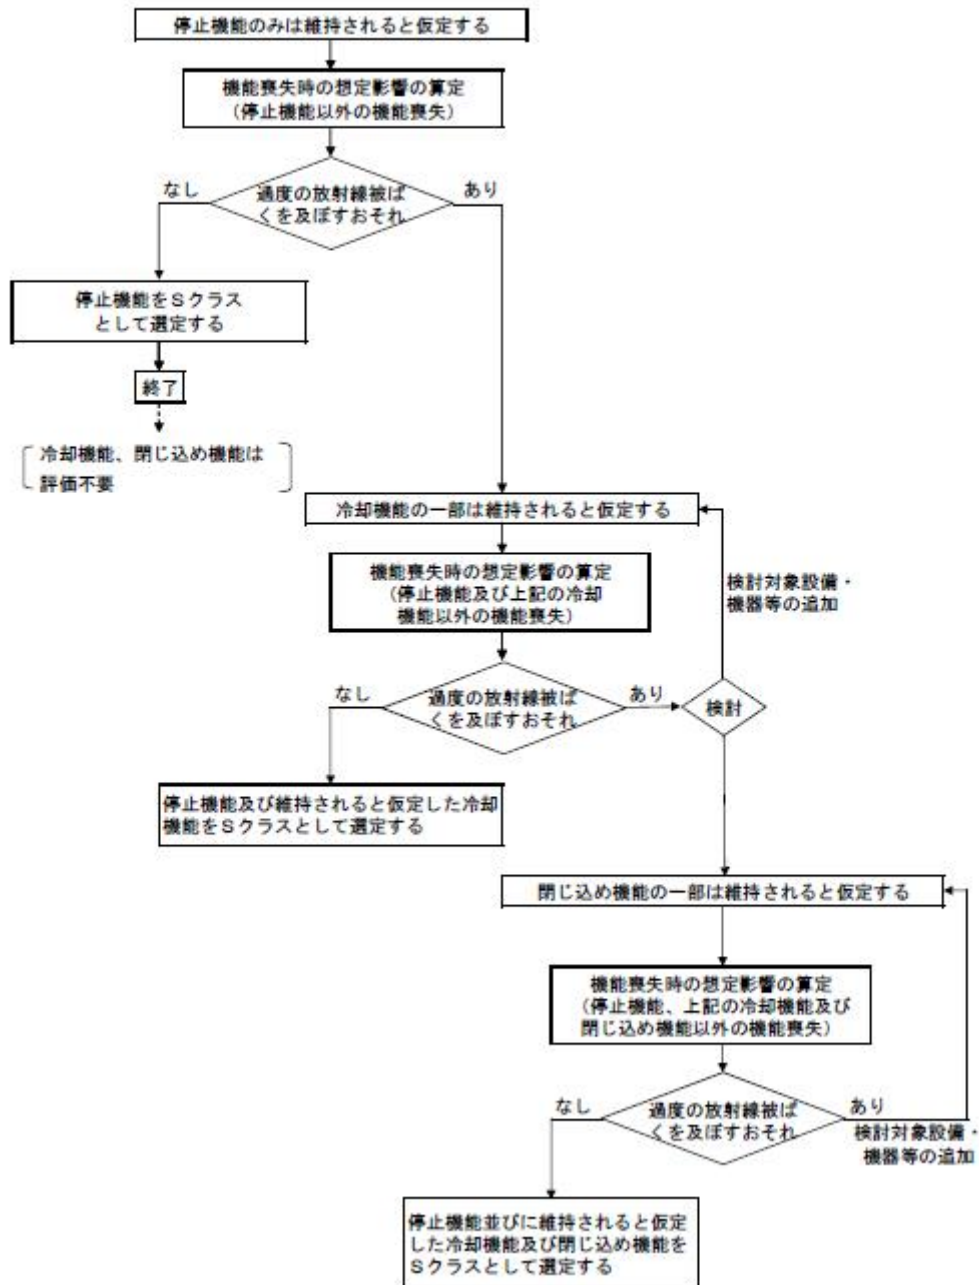 停止機能のみは維持されると仮定する
機能喪失時の想定影響の算定
（停止機能以外の機能喪失）
なし
過度の放射線被ば
くを及ぼすおそれ
あり
停止機能をＳクラス
として選定する
終了
冷却機能、閉じ込め機能は
評価不要
冷却機能の一部は維持されると仮定する
機能喪失時の想定影響の算定
（停止機能及び上記の冷却
機能以外の機能喪失）
検討対象設備・
機器等の追加
なし
過度の放射線被ば
くを及ぼすおそれ
あり
検討
停止機能及び維持されると仮定した冷却
機能をＳクラスとして選定する
閉じ込め機能の一部は維持されると仮定する
機能喪失時の想定影響の算定
（停止機能、上記の冷却機能及び
閉じ込め機能以外の機能喪失）
なし
過度の放射線被ば
くを及ぼすおそれ
あり
検討対象設備・
機器等の追加
停止機能並びに維持されると仮定
した冷却機能及び閉じ込め機能を
Ｓクラスとして選定する